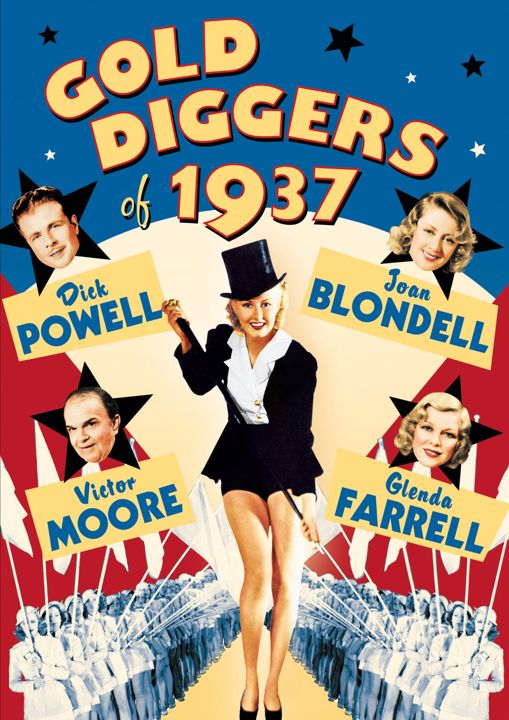 GOLD
DIGGERS
of 1937
Dick
POWELL
Joan
BLONDELL
Victor
MOORE
Glenda
FARRELL